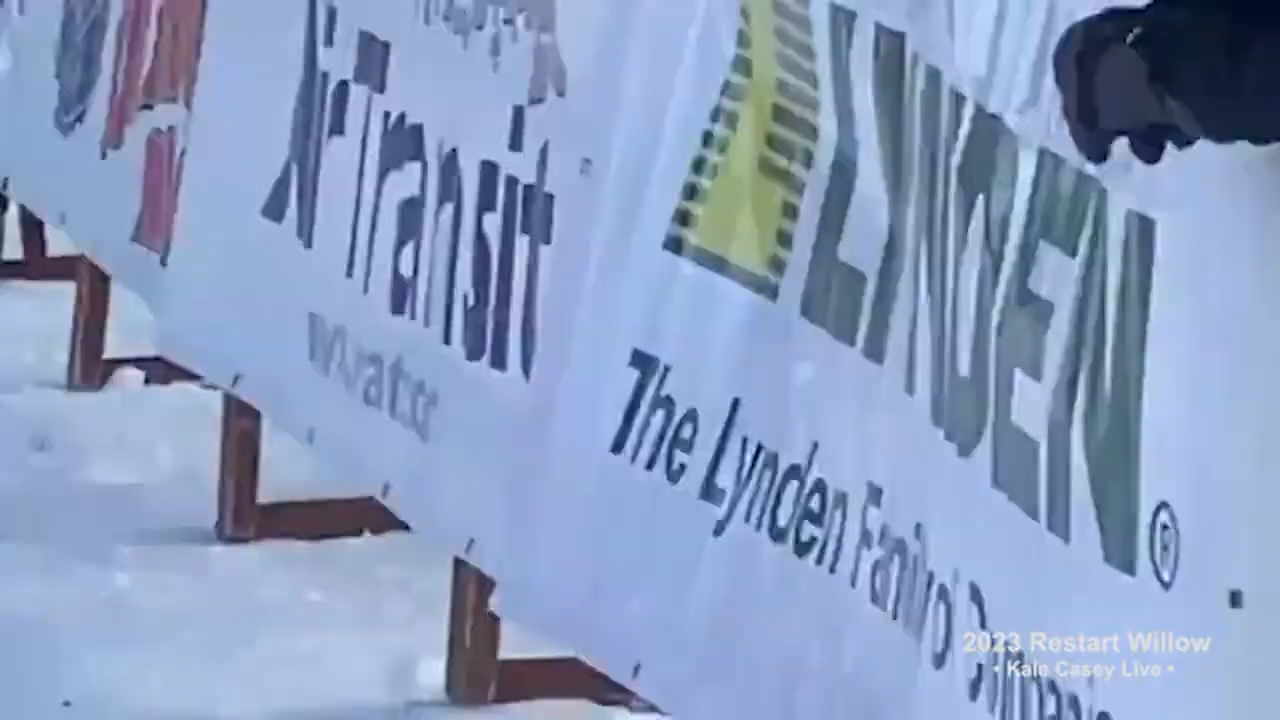 Transit
LYNDEN
®
The Lynden Family of Companies
2023 Restart Willow
• Kale Casey Live •